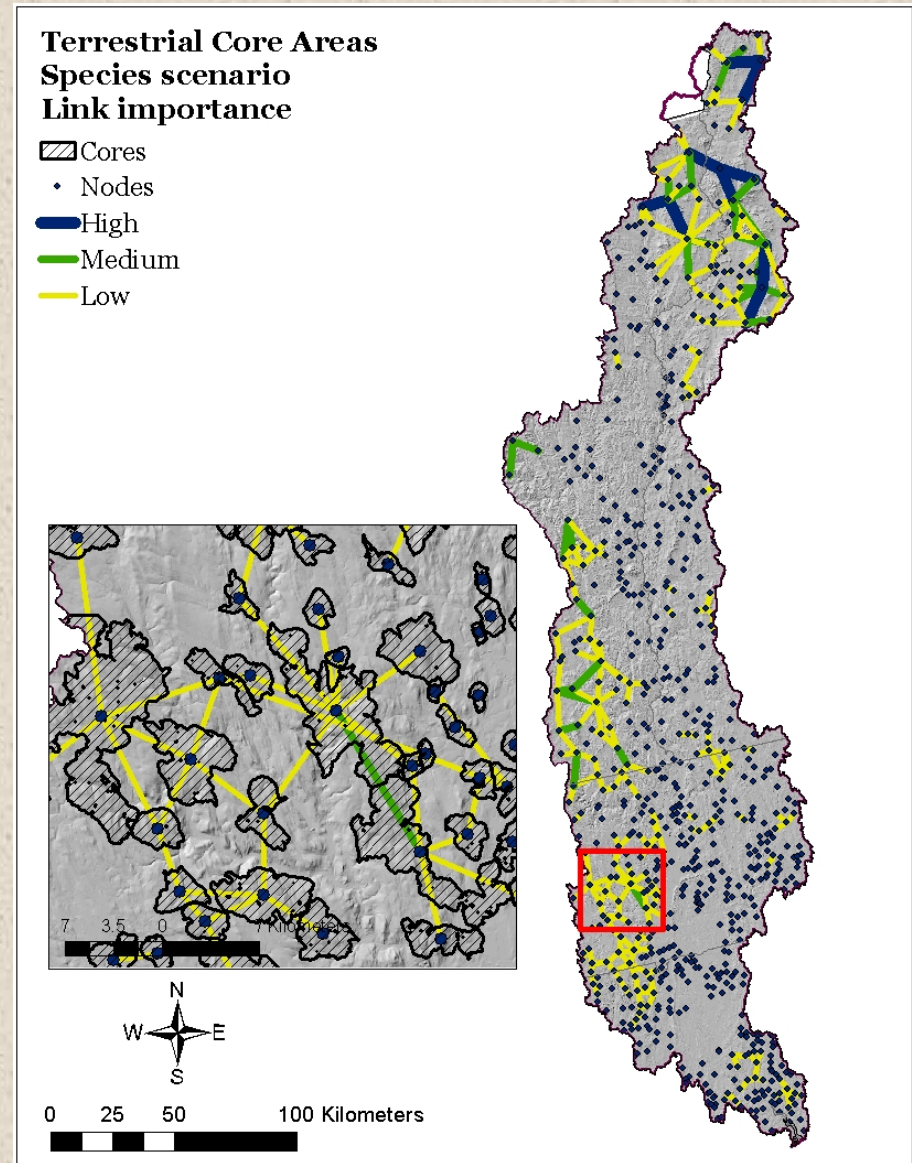 Terrestrial Core Areas
Species scenario
Link importance
Cores
Nodes
High
Medium
Low
7 3.5 0 7 Kilometers
N
W E
S
0 25 50 100 Kilometers